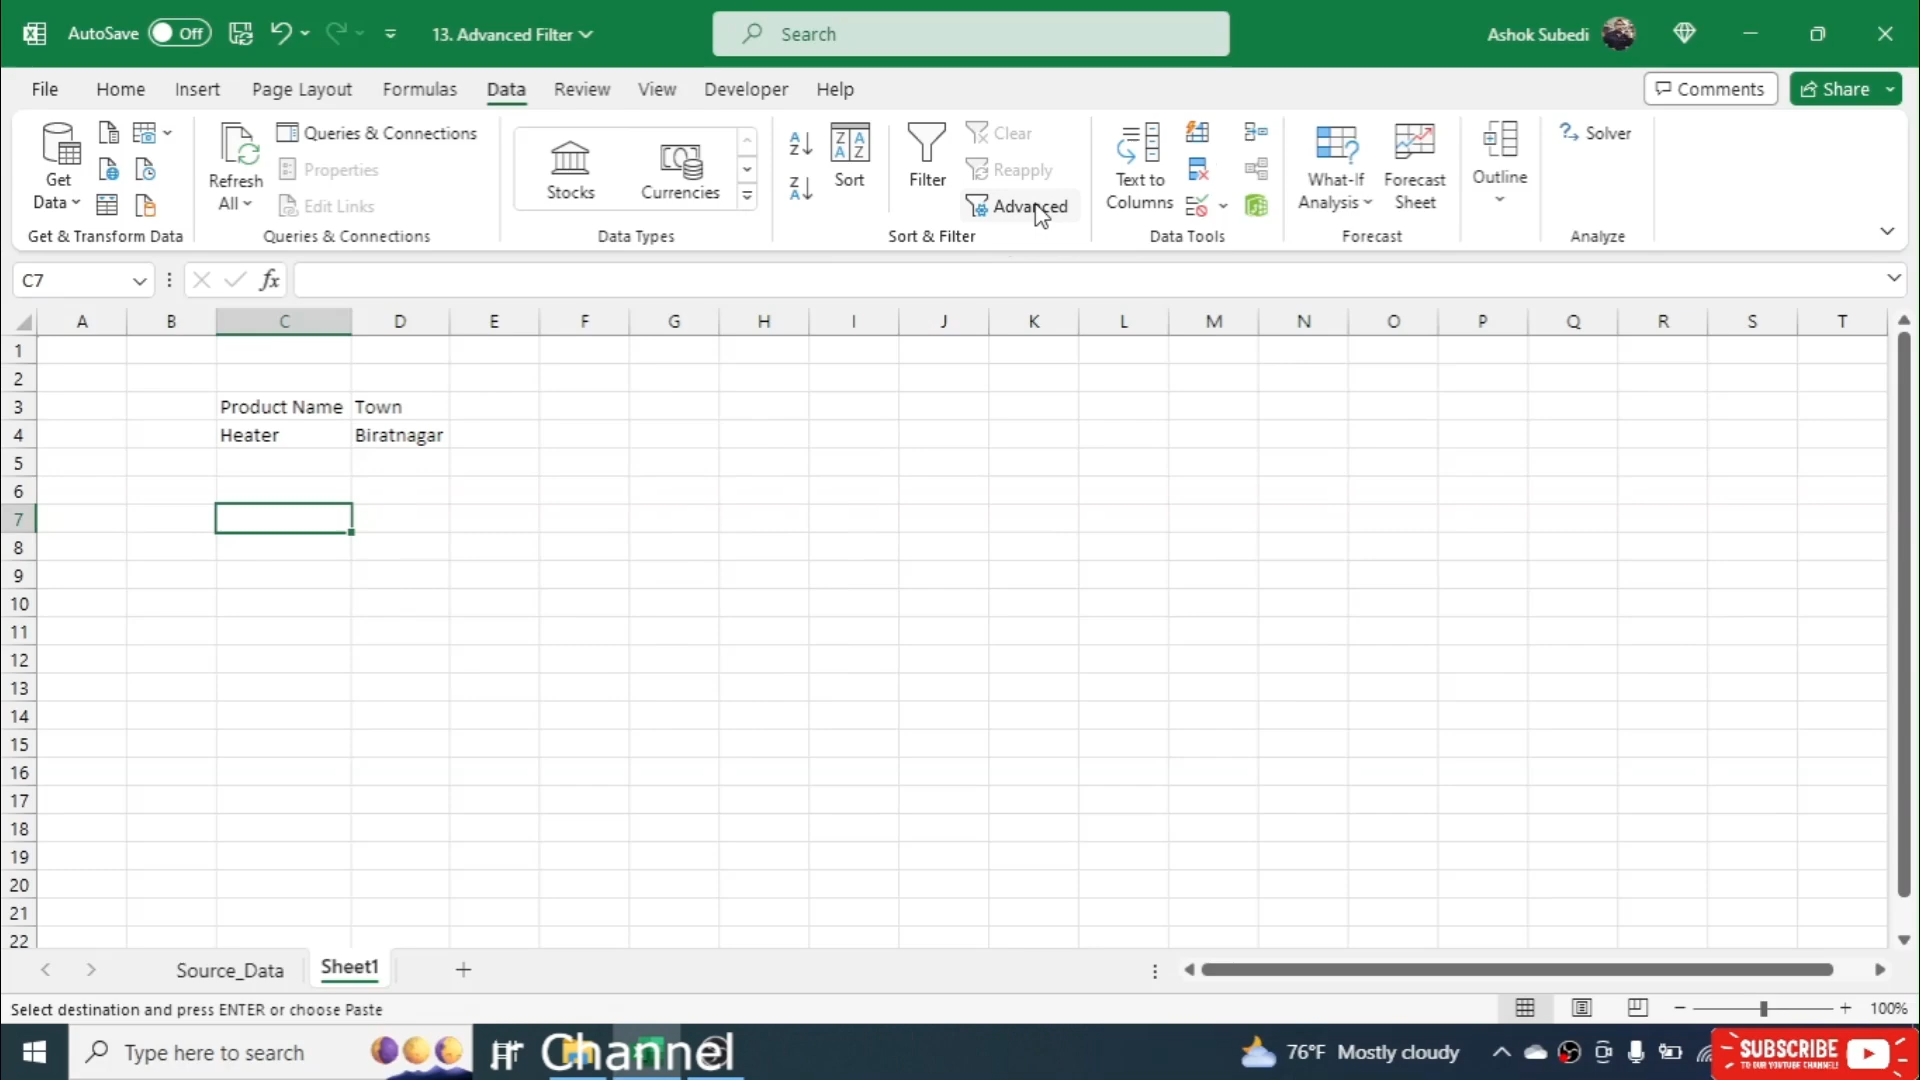 AutoSave Off 13. Advanced Filter Search Ashok Subedi
File Home Insert Page Layout Formulas Data Review View Developer Help Comments Share
Get Data
Refresh All
Queries & Connections
Properties
Edit Links
Stocks
Currencies
Sort
Filter
Clear
Reapply
Advanced
Text to Columns
What-If Analysis
Forecast Sheet
Outline
Solver
Get & Transform Data Queries & Connections Data Types Sort & Filter Data Tools Forecast Analyze
C7 fx
A B C D E F G H I J K L M N O P Q R S T
1
2
3 Product Name Town
4 Heater Biratnagar
5
6
7
8
9
10
11
12
13
14
15
16
17
18
19
20
21
22
Source_Data Sheet1
Select destination and press ENTER or choose Paste 100%
Type here to search Channel 76°F Mostly cloudy SUBSCRIBE
TO OUR YOUTUBE CHANNEL!